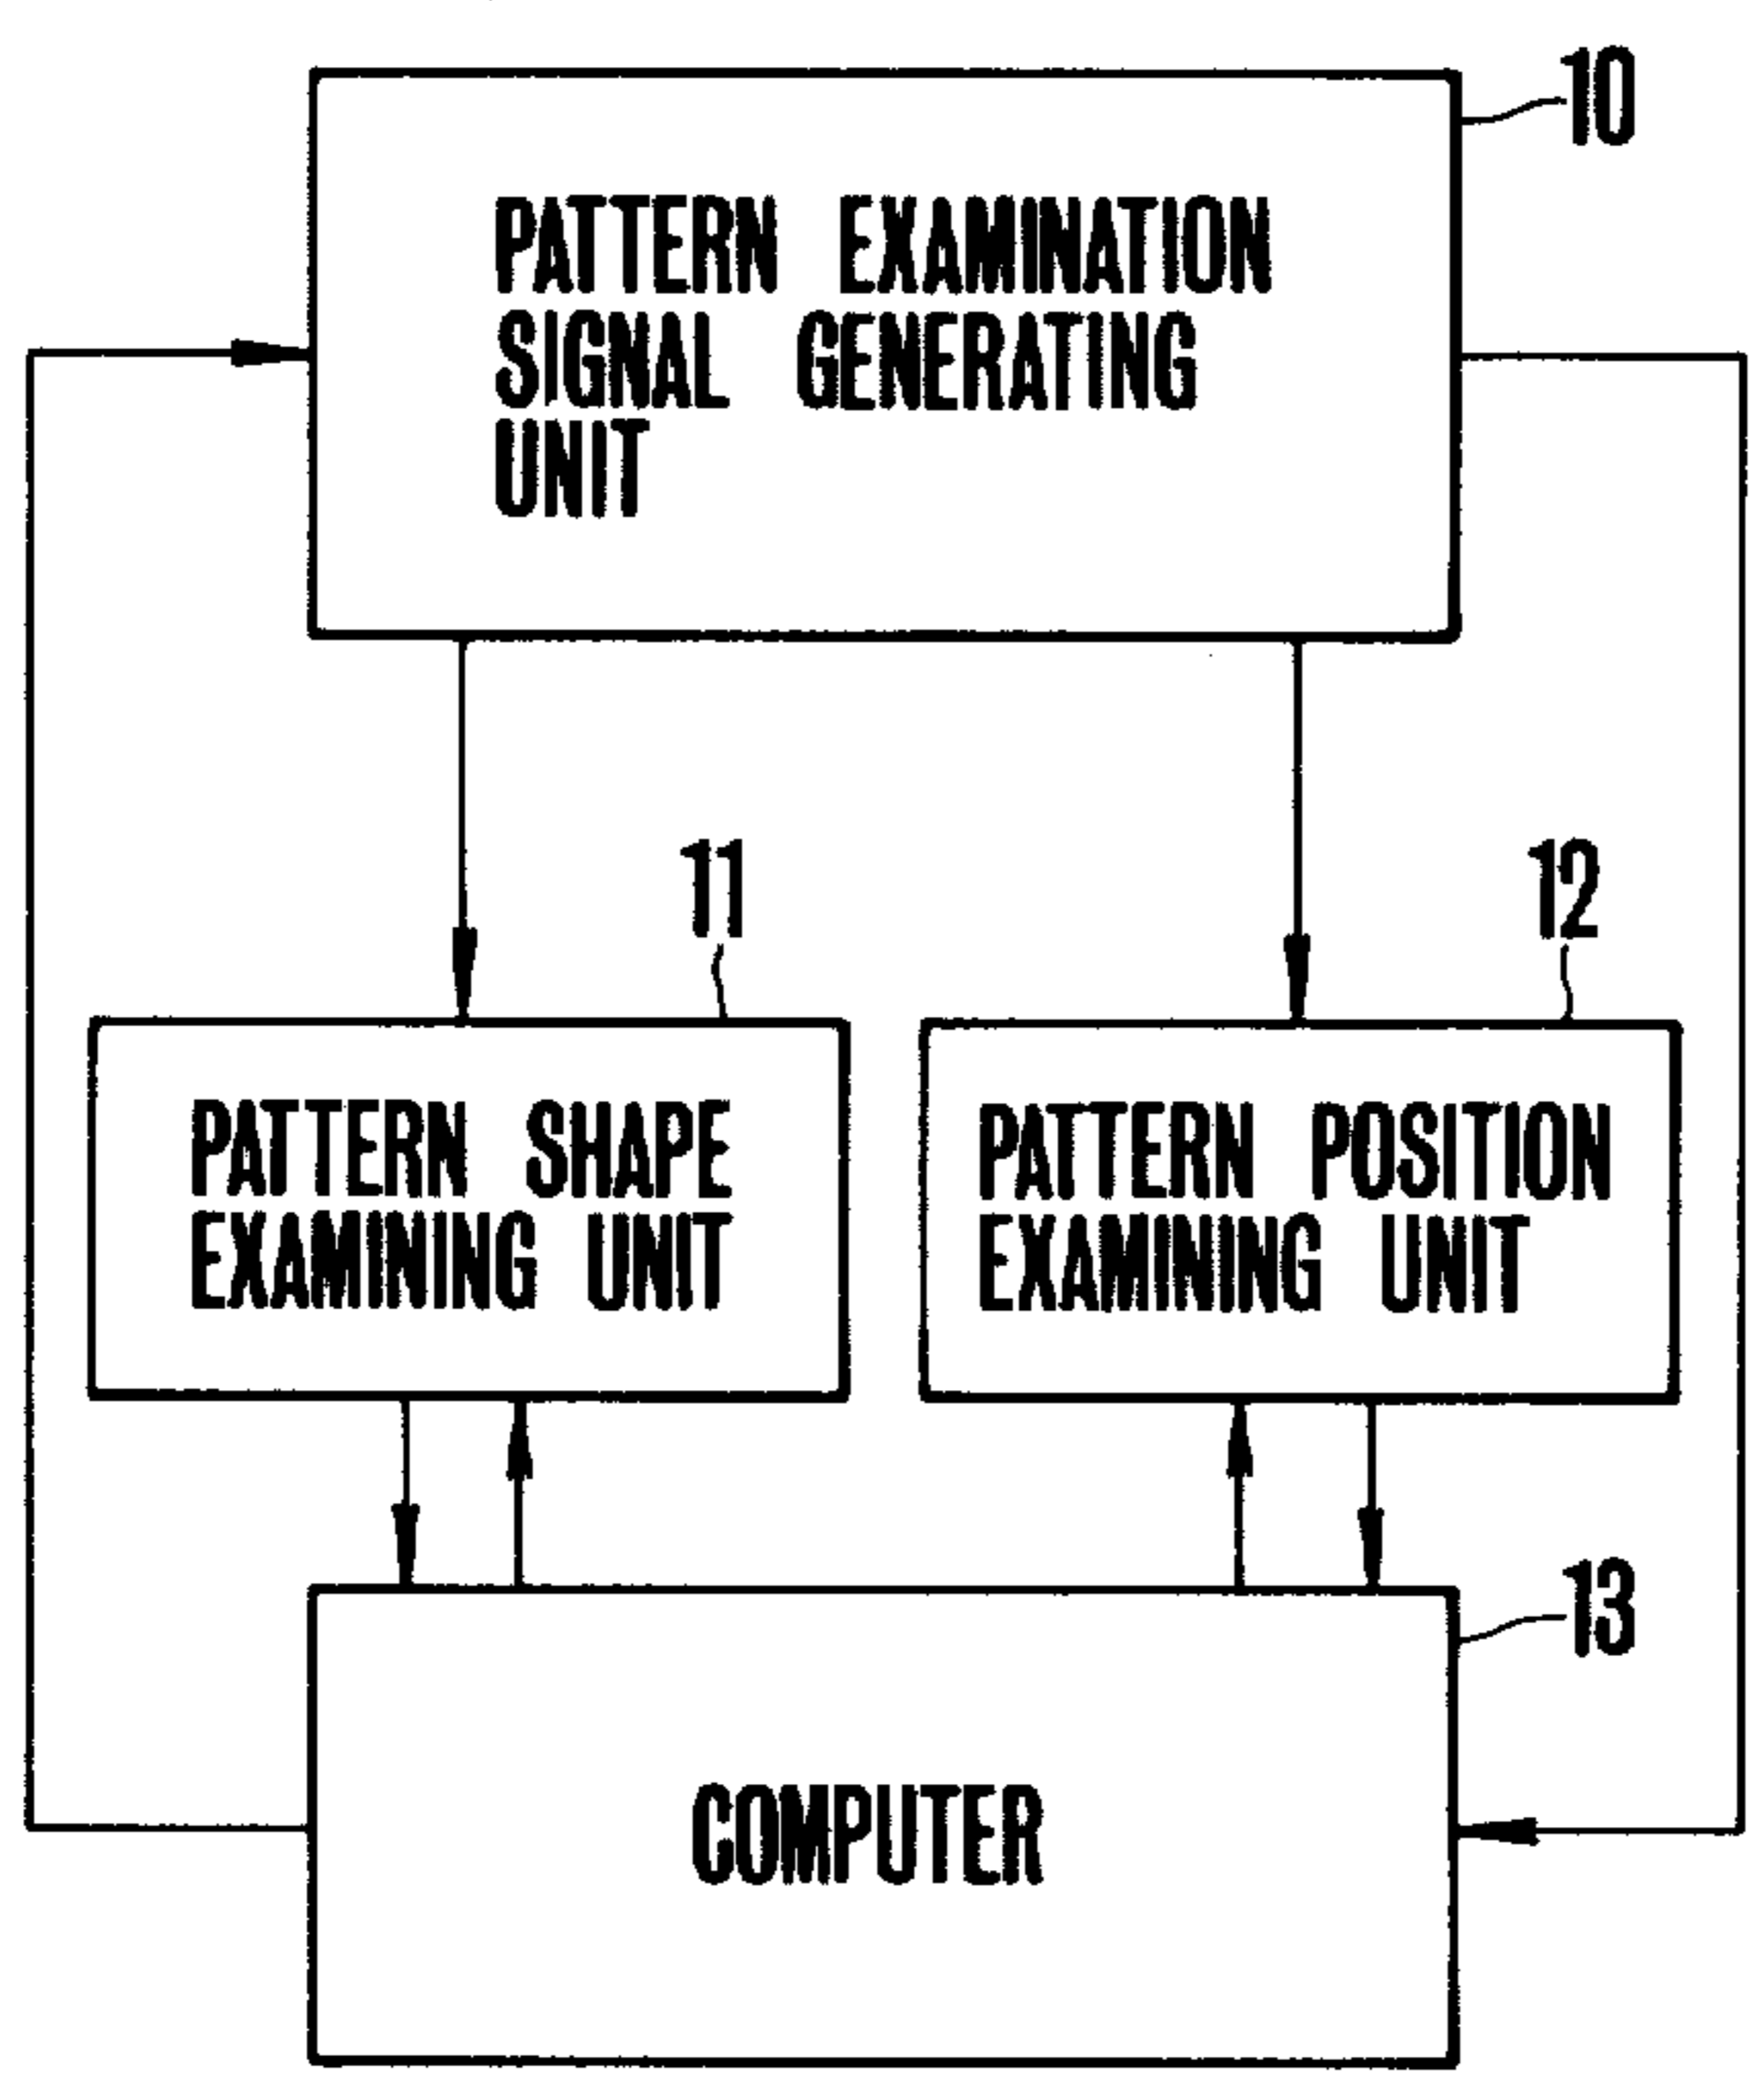 10
PATTERN EXAMINATION
SIGNAL GENERATING
UNIT
11
12
PATTERN SHAPE
EXAMINING UNIT
PATTERN POSITION
EXAMINING UNIT
13
COMPUTER